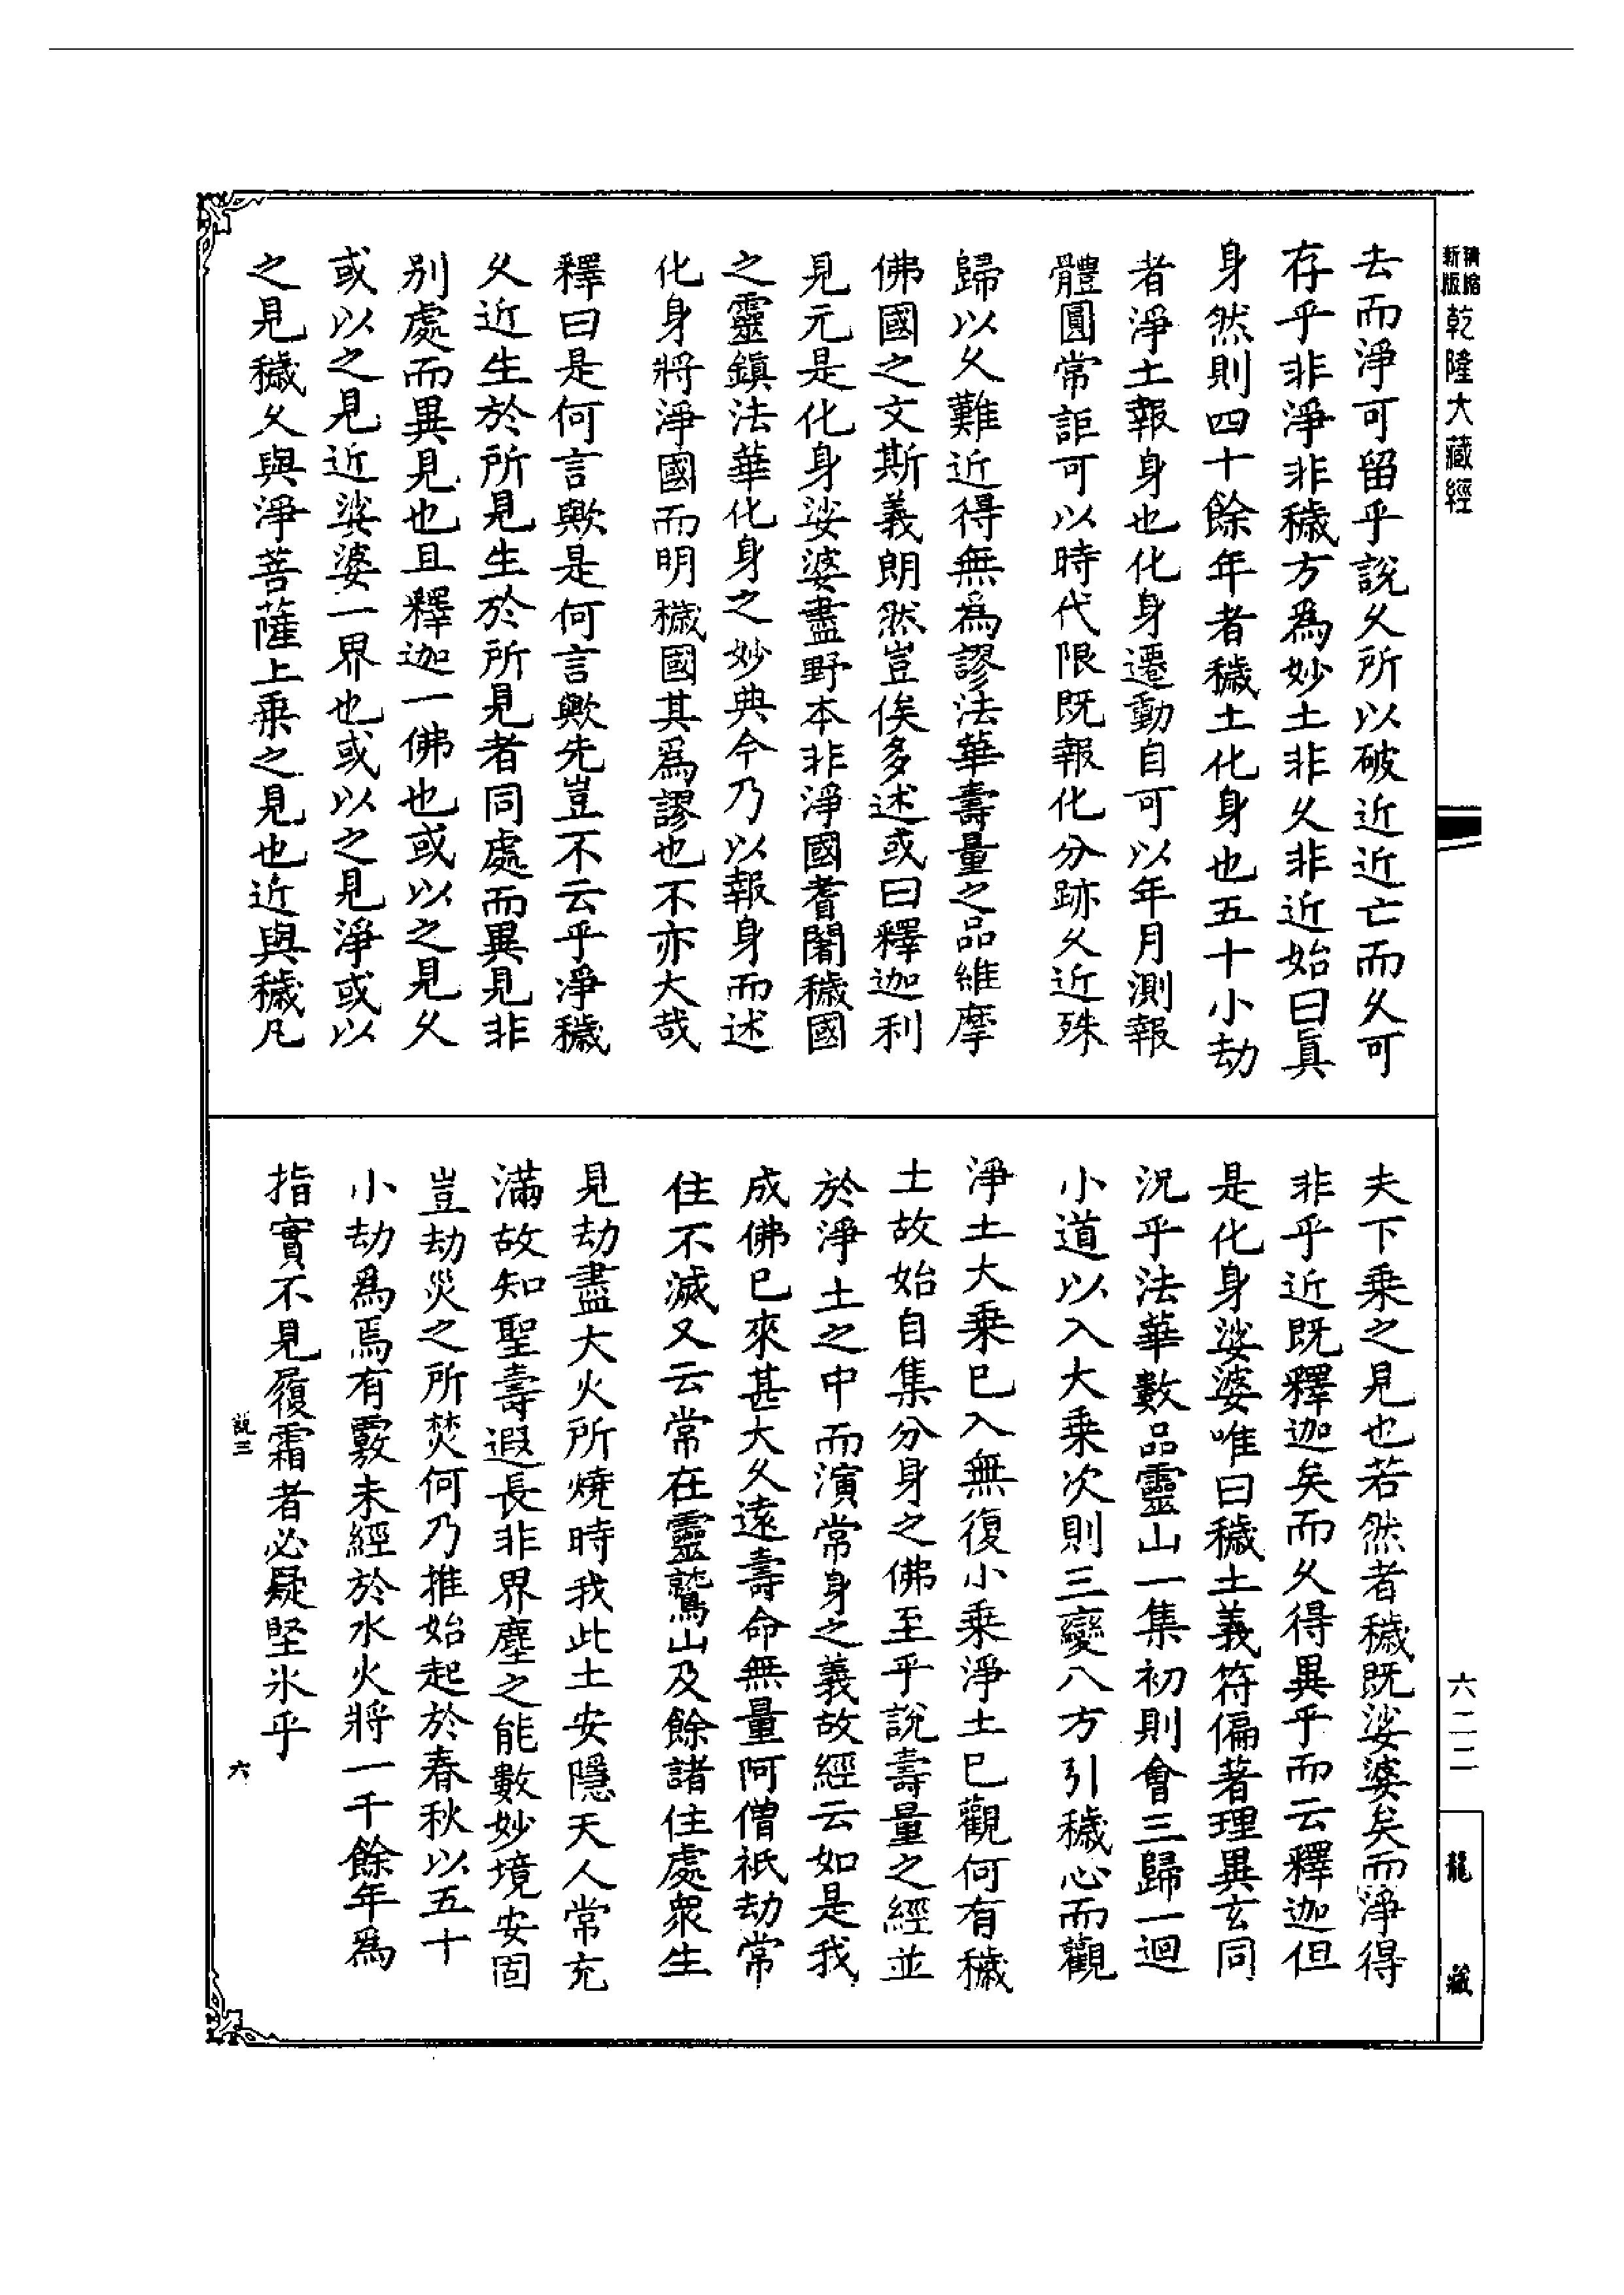 精縮新版乾隆大藏經
去而淨可留乎說久所以破近近亡而久可
存乎非淨非穢方為妙土非久非近始曰眞
身然則四十餘年者穢土化身也五十小劫
者淨土報身也化身遷動自可以年月測報
體圓常詎可以時代限既報化分跡久近殊
歸以久難近得無為謬法華壽量之品維摩
佛國之文斯義朗然豈俟多述或曰釋迦利
見元是化身娑婆盡野本非淨國耆闍穢國
之靈鎮法華化身之妙典今乃以報身而述
化身將淨國而明穢國其為謬也不亦大哉
釋曰是何言歟是何言歟先豈不云乎淨穢
久近生於所見生於所見者同處而異見非
別處而異見也且釋迦一佛也或以之見久
或以之見近娑婆一界也或以之見淨或以
之見穢久與淨菩薩上乘之見也近與穢凡
夫下乘之見也若然者穢既娑婆矣而淨得
非乎近既釋迦矣而久得異乎而云釋迦但
是化身娑婆唯曰穢土義符偏著理異玄同
況乎法華數品靈山一集初則會三歸一迴
小道以入大乘次則三變八方引穢心而觀
淨土大乘已入無復小乘淨土已觀何有穢
土故始自集分身之佛至乎說壽量之經並
於淨土之中而演常身之義故經云如是我
成佛已來甚大久遠壽命無量阿僧祇劫常
住不滅又云常在靈鷲山及餘諸住處眾生
見劫盡大火所燒時我此土安隱天人常充
滿故知聖壽遐長非界塵之能數妙境安固
豈劫災之所焚何乃推始起於春秋以五十
小劫為焉有覈未經於水火將一千餘年為
指實不見履霜者必疑堅氷乎
說三
六
六二二
龍藏